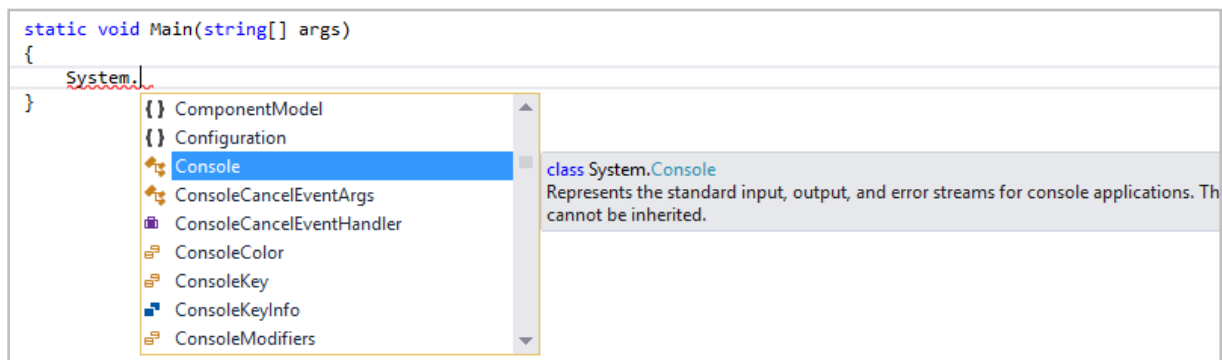 static void Main(string[] args)
{
System.
}
{} ComponentModel
{} Configuration
Console
ConsoleCancelEventArgs
ConsoleCancelEventHandler
ConsoleColor
ConsoleKey
ConsoleKeyInfo
ConsoleModifiers
class System.Console
Represents the standard input, output, and error streams for console applications. Th
cannot be inherited.